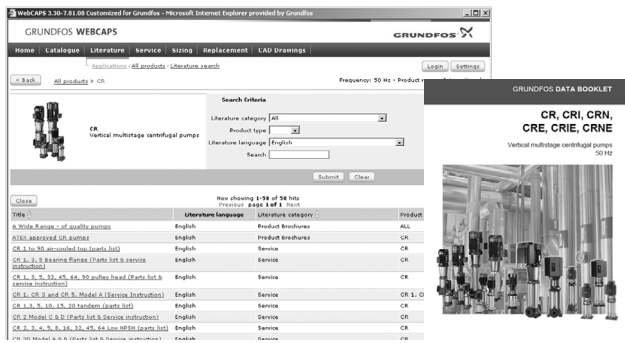 WebCAPS 3.30-7.01.08 Customized for Grundfos - Microsoft Internet Explorer provided by Grundfos
GRUNDFOS WEBCAPS
GRUNDFOS
Home Catalogue Literature Service Sizing Replacement CAD Drawings
Applications All products Literature search
Login Settings
< Back All products > CR
Frequency: 50 Hz - Product
Search Criteria
CR
Vertical multistage centrifugal pumps
Literature category All
Product type
Literature language English
Search
Submit Clear
Close
Now showing 1-58 of 58 hits
Previous page 1 of 1 Next
Title Literature language Literature category Product
A Wide Range - of quality pumps English Product Brochures ALL
ATEX approved CR pumps English Product Brochures CR
CR 1 to 90 air-cooled top (parts list) English Service CR
CR 1, 3, 5 Bearing flange (Parts list & service instruction) English Service CR
CR 1, 3, 5, 32, 45, 64, 90 pulley head (Parts list & service instruction) English Service CR
CR 1, CR 3 and CR 5, Model A (Service Instruction) English Service CR 1,
CR 1,3, 5, 10, 15, 20 tandem (parts list) English Service CR
CR 2 Model C & D (Parts list & Service instruction) English Service CR
CR 2, 3, 4, 5, 8, 16, 32, 45, 64 Low NPSH (parts list) English Service CR
CR 20 Model A & B (Parts list & Service instruction) English Service CR
GRUNDFOS DATA BOOKLET
CR, CRI, CRN,
CRE, CRIE, CRNE
Vertical multistage centrifugal pumps
50 Hz